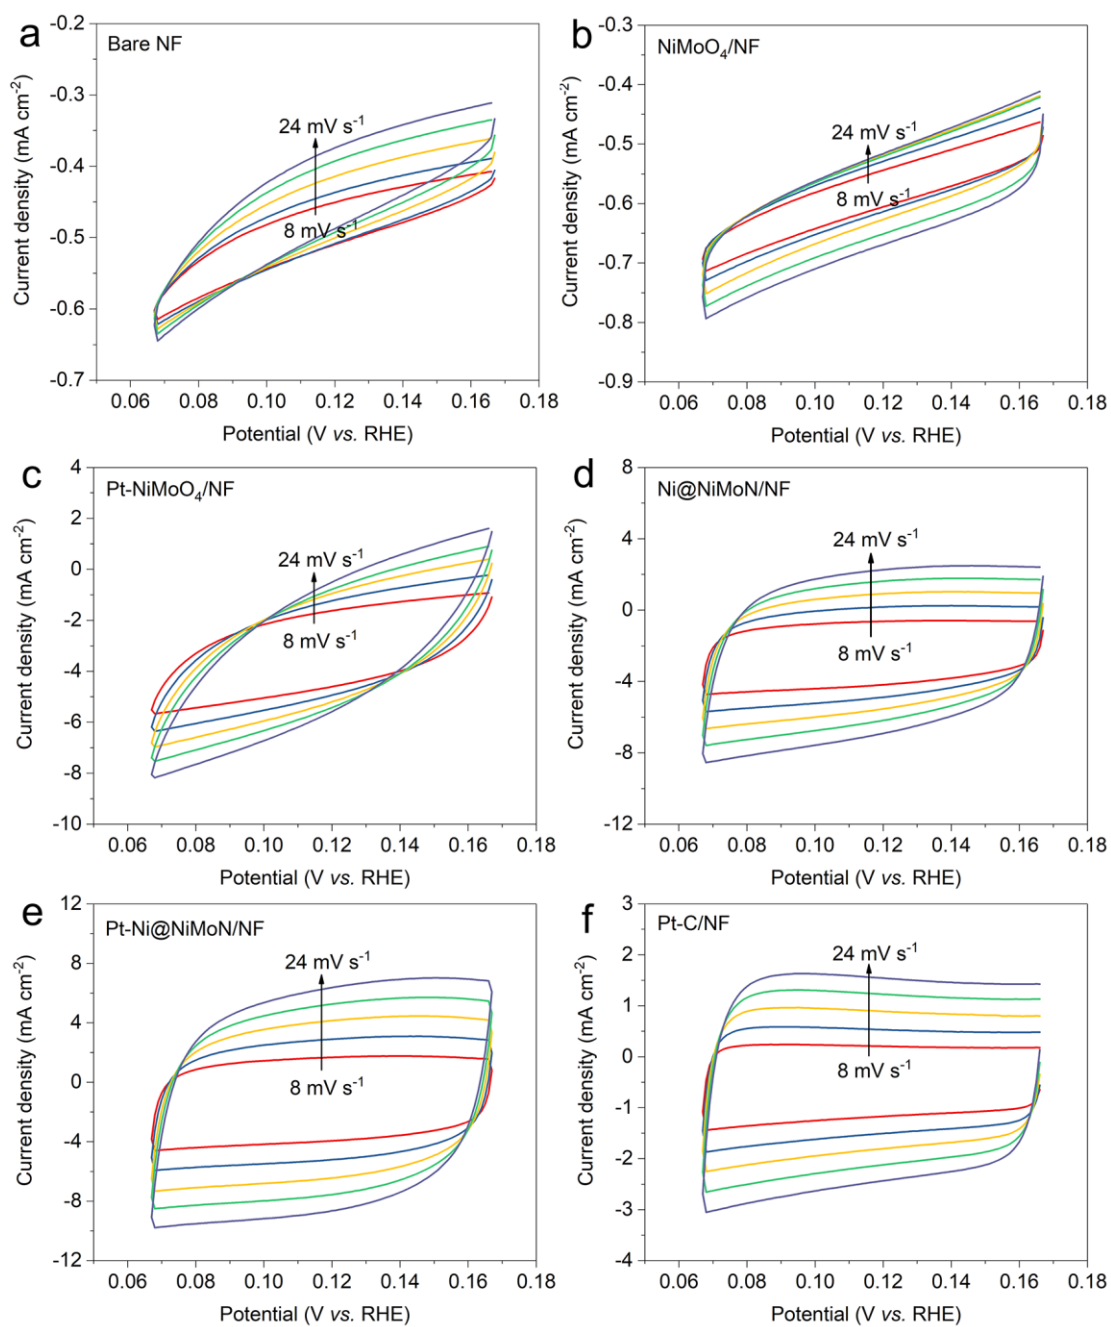 a
Bare NF
24 mV s⁻¹
8 mV s⁻¹
-0.2
-0.3
-0.4
-0.5
-0.6
-0.7
Current density (mA cm⁻²)
0.06 0.08 0.10 0.12 0.14 0.16 0.18
Potential (V vs. RHE)
b
NiMoO₄/NF
24 mV s⁻¹
8 mV s⁻¹
-0.3
-0.4
-0.5
-0.6
-0.7
-0.8
-0.9
Current density (mA cm⁻²)
0.06 0.08 0.10 0.12 0.14 0.16 0.18
Potential (V vs. RHE)
c
Pt-NiMoO₄/NF
24 mV s⁻¹
8 mV s⁻¹
4
2
0
-2
-4
-6
-8
-10
Current density (mA cm⁻²)
0.06 0.08 0.10 0.12 0.14 0.16 0.18
Potential (V vs. RHE)
d
Ni@NiMoN/NF
24 mV s⁻¹
8 mV s⁻¹
8
4
0
-4
-8
-12
Current density (mA cm⁻²)
0.06 0.08 0.10 0.12 0.14 0.16 0.18
Potential (V vs. RHE)
e
Pt-Ni@NiMoN/NF
24 mV s⁻¹
8 mV s⁻¹
12
8
4
0
-4
-8
-12
Current density (mA cm⁻²)
0.06 0.08 0.10 0.12 0.14 0.16 0.18
Potential (V vs. RHE)
f
Pt-C/NF
24 mV s⁻¹
8 mV s⁻¹
3
2
1
0
-1
-2
-3
-4
Current density (mA cm⁻²)
0.06 0.08 0.10 0.12 0.14 0.16 0.18
Potential (V vs. RHE)